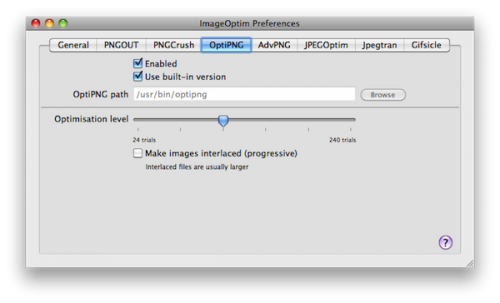 ImageOptim Preferences
General PNGOUT PNGCrush OptiPNG AdvPNG JPEGOptim Jpegtran Gifsicle
Enabled
Use built-in version
OptiPNG path /usr/bin/optipng Browse
Optimisation level
24 trials 240 trials
Make images interlaced (progressive)
Interlaced files are usually larger
?